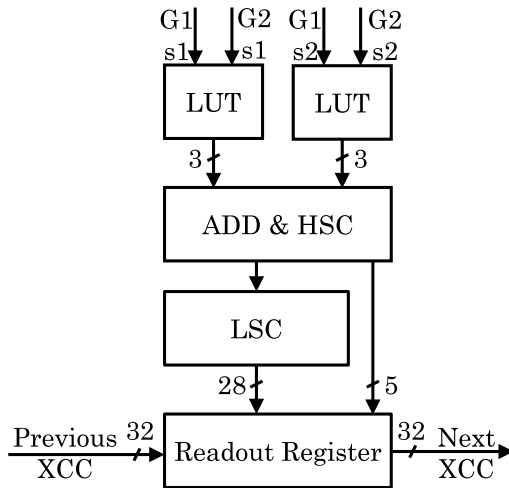 G1 G2 G1 G2
s1 s1 s2 s2
LUT LUT
3 3
ADD & HSC
LSC
28 5
Previous 32 32 Next
XCC Readout Register XCC